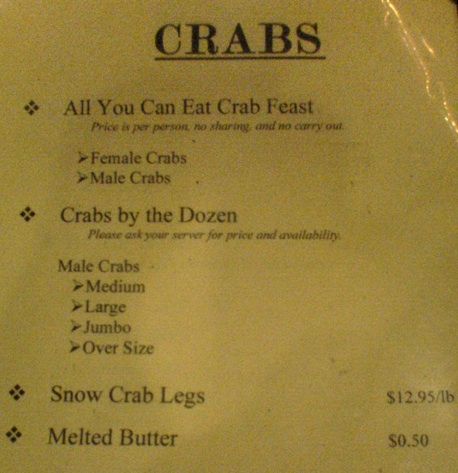 CRABS
All You Can Eat Crab Feast
Price is per person, no sharing, and no carry out.
Female Crabs
Male Crabs
Crabs by the Dozen
Please ask your server for price and availability.
Male Crabs
Medium
Large
Jumbo
Over Size
Snow Crab Legs $12.95/lb
Melted Butter $0.50